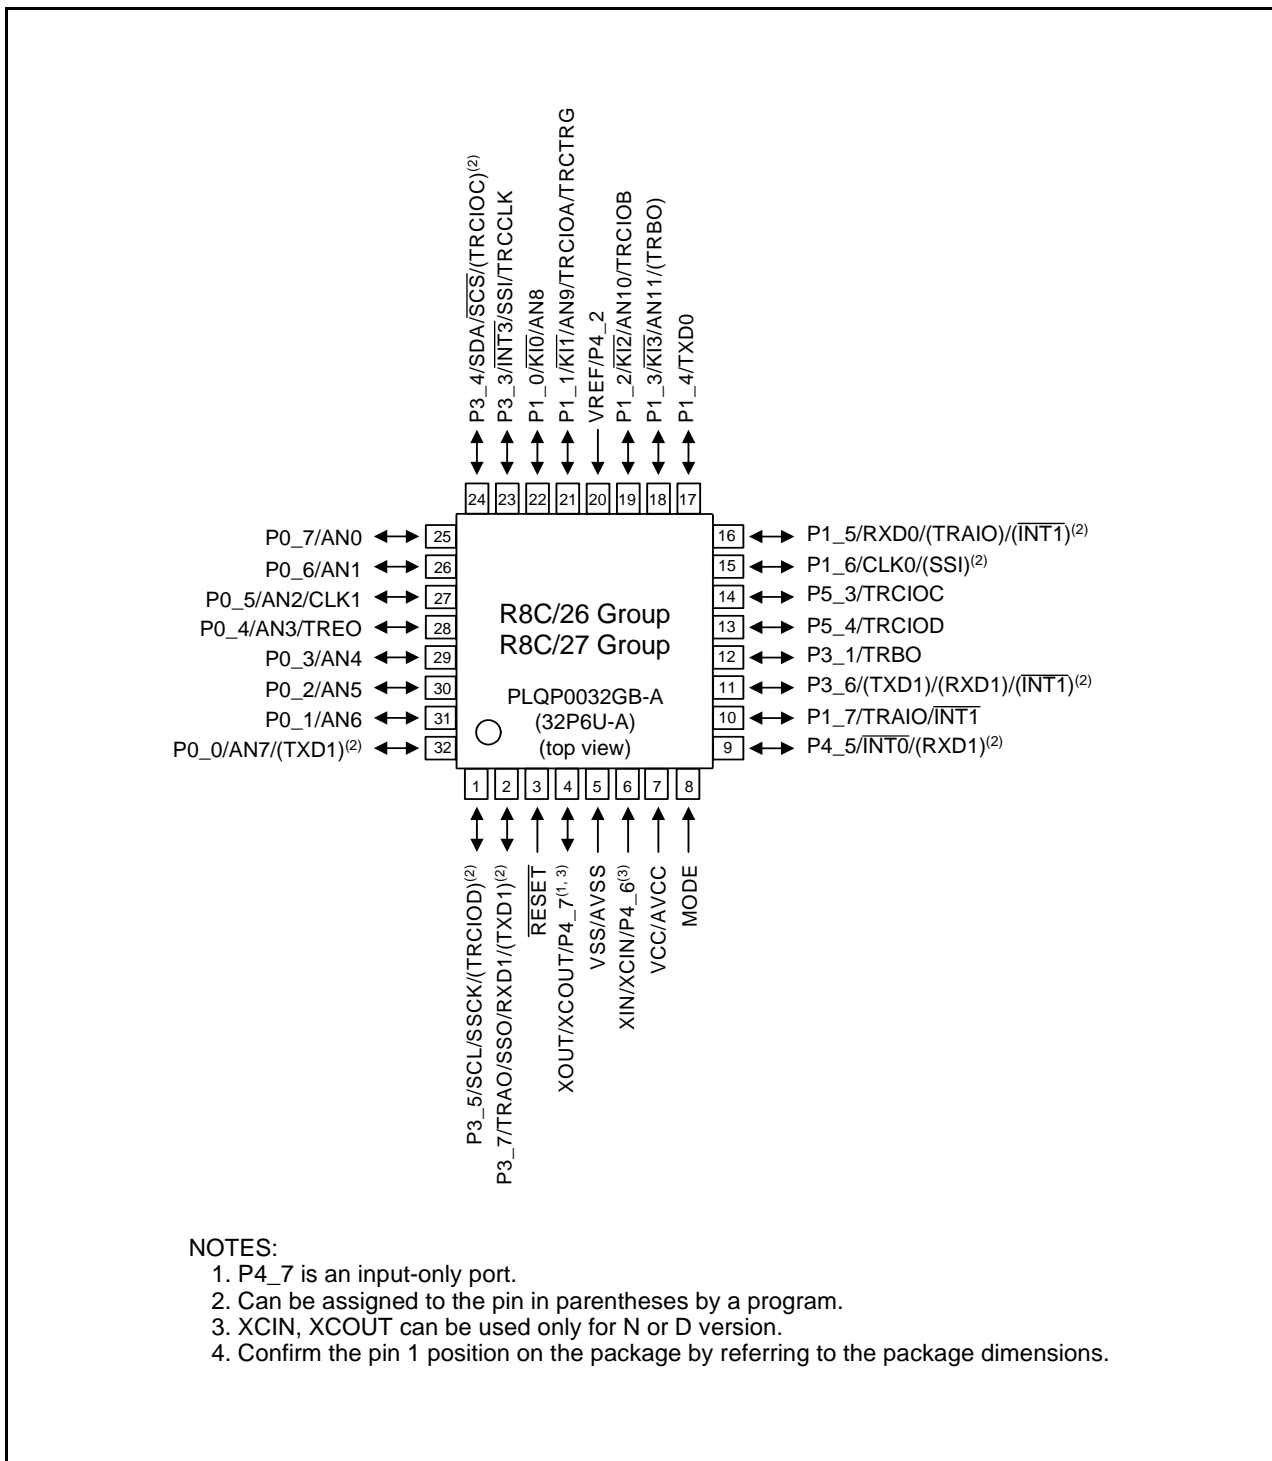 P3_4/SDA/SCS/(TRCIOC)(2)
P3_3/INT3/SSI/TRCCLK
P1_0/KI0/AN8
P1_1/KI1/AN9/TRCIOA/TRCTRG
VREF/P4_2
P1_2/KI2/AN10/TRCIOB
P1_3/KI3/AN11/(TRBO)
P1_4/TXD0
24 23 22 21 20 19 18 17
P0_7/AN0 25
P0_6/AN1 26
P0_5/AN2/CLK1 27
P0_4/AN3/TREO 28
P0_3/AN4 29
P0_2/AN5 30
P0_1/AN6 31
P0_0/AN7/(TXD1)(2) 32
R8C/26 Group
R8C/27 Group
PLQP0032GB-A
(32P6U-A)
(top view)
16 P1_5/RXD0/(TRAIO)/(INT1)(2)
15 P1_6/CLK0/(SSI)(2)
14 P5_3/TRCIOC
13 P5_4/TRCIOD
12 P3_1/TRBO
11 P3_6/(TXD1)/(RXD1)/(INT1)(2)
10 P1_7/TRAIO/INT1
9 P4_5/INT0/(RXD1)(2)
1 2 3 4 5 6 7 8
P3_5/SCL/SSCK/(TRCIOD)(2)
P3_7/TRAO/SSO/RXD1/(TXD1)(2)
RESET
XOUT/XCOUT/P4_7(1, 3)
VSS/AVSS
XIN/XCIN/P4_6(3)
VCC/AVCC
MODE
NOTES:
1. P4_7 is an input-only port.
2. Can be assigned to the pin in parentheses by a program.
3. XCIN, XCOUT can be used only for N or D version.
4. Confirm the pin 1 position on the package by referring to the package dimensions.